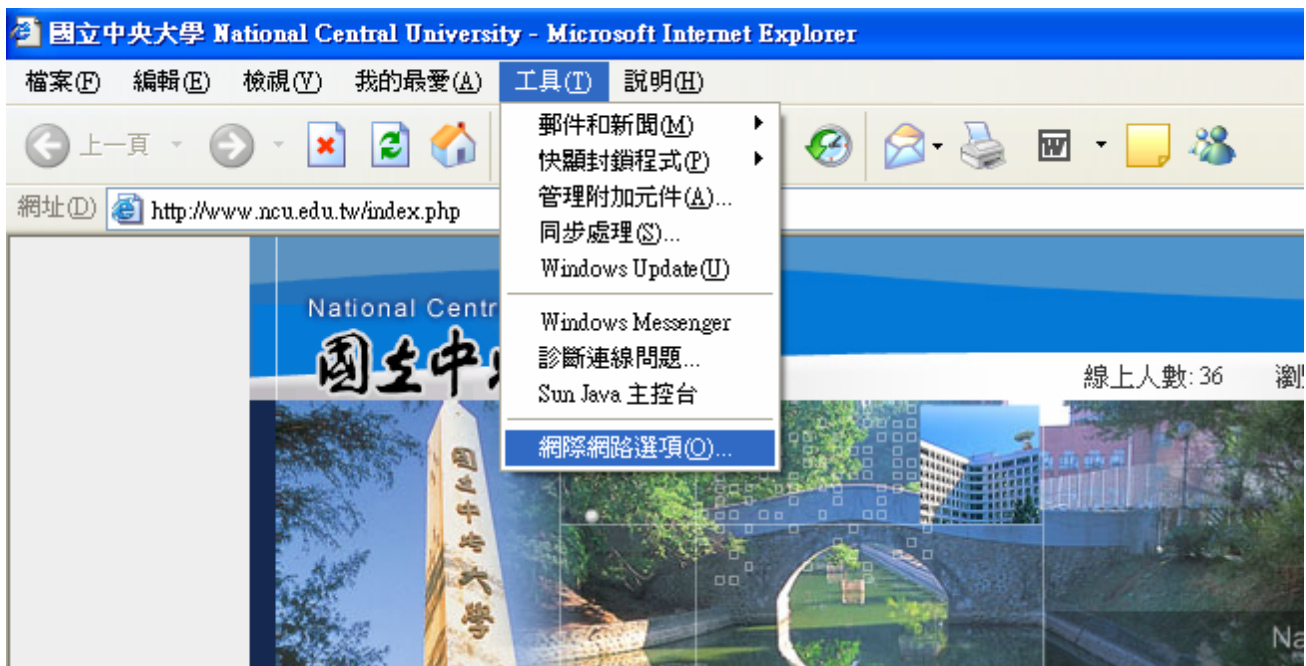 國立中央大學 National Central University - Microsoft Internet Explorer
檔案(F) 編輯(E) 檢視(V) 我的最愛(A) 工具(T) 說明(H)
上一頁
郵件和新聞(M)
快顯封鎖程式(P)
管理附加元件(A)...
同步處理(S)...
Windows Update(U)
Windows Messenger
診斷連線問題...
Sun Java 主控台
網際網路選項(O)...
網址(D) http://www.ncu.edu.tw/index.php
National Centr
國立中央
線上人數: 36 瀏
國立中央大學
Na